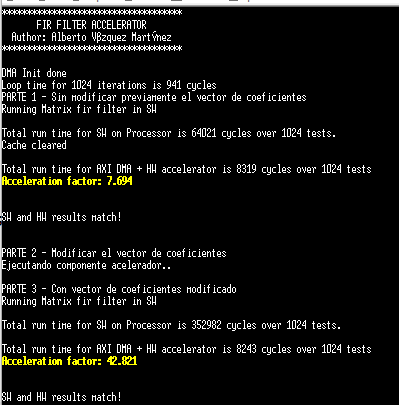 ************************************
FIR FILTER ACCELERATOR
Author: Alberto Vßzquez MartÝnez
************************************
DMA Init done
Loop time for 1024 iterations is 941 cycles
PARTE 1 - Sin modificar previamente el vector de coeficientes
Running Matrix fir filter in SW
Total run time for SW on Processor is 64021 cycles over 1024 tests.
Cache cleared
Total run time for AXI DMA + HW accelerator is 8319 cycles over 1024 tests
Acceleration factor: 7.694
SW and HW results match!
PARTE 2 - Modificar el vector de coeficientes
Ejecutando componente acelerador..
PARTE 3 - Con vector de coeficientes modificado
Running Matrix fir filter in SW
Total run time for SW on Processor is 352982 cycles over 1024 tests.
Total run time for AXI DMA + HW accelerator is 8243 cycles over 1024 tests
Acceleration factor: 42.821
SW and HW results match!